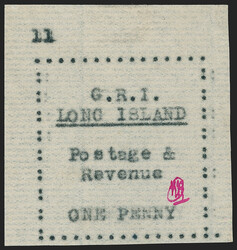 11
G.R.I.
LONG ISLAND
Postage &
Revenue
ONE PENNY